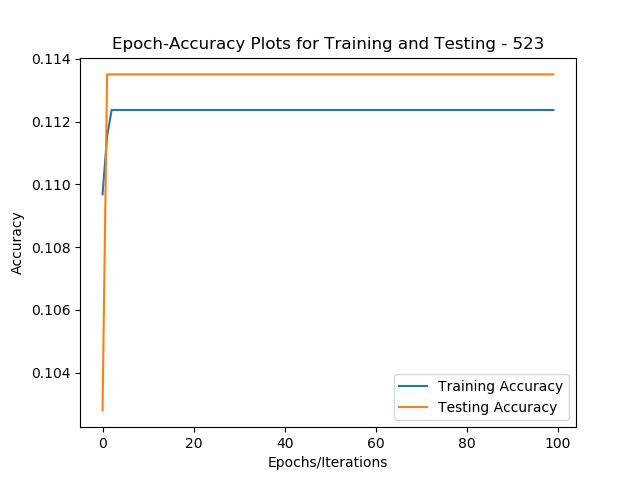 Epoch-Accuracy Plots for Training and Testing - 523
0.114
0.112
0.110
0.108
0.106
0.104
Accuracy
0 20 40 60 80 100
Epochs/Iterations
Training Accuracy
Testing Accuracy